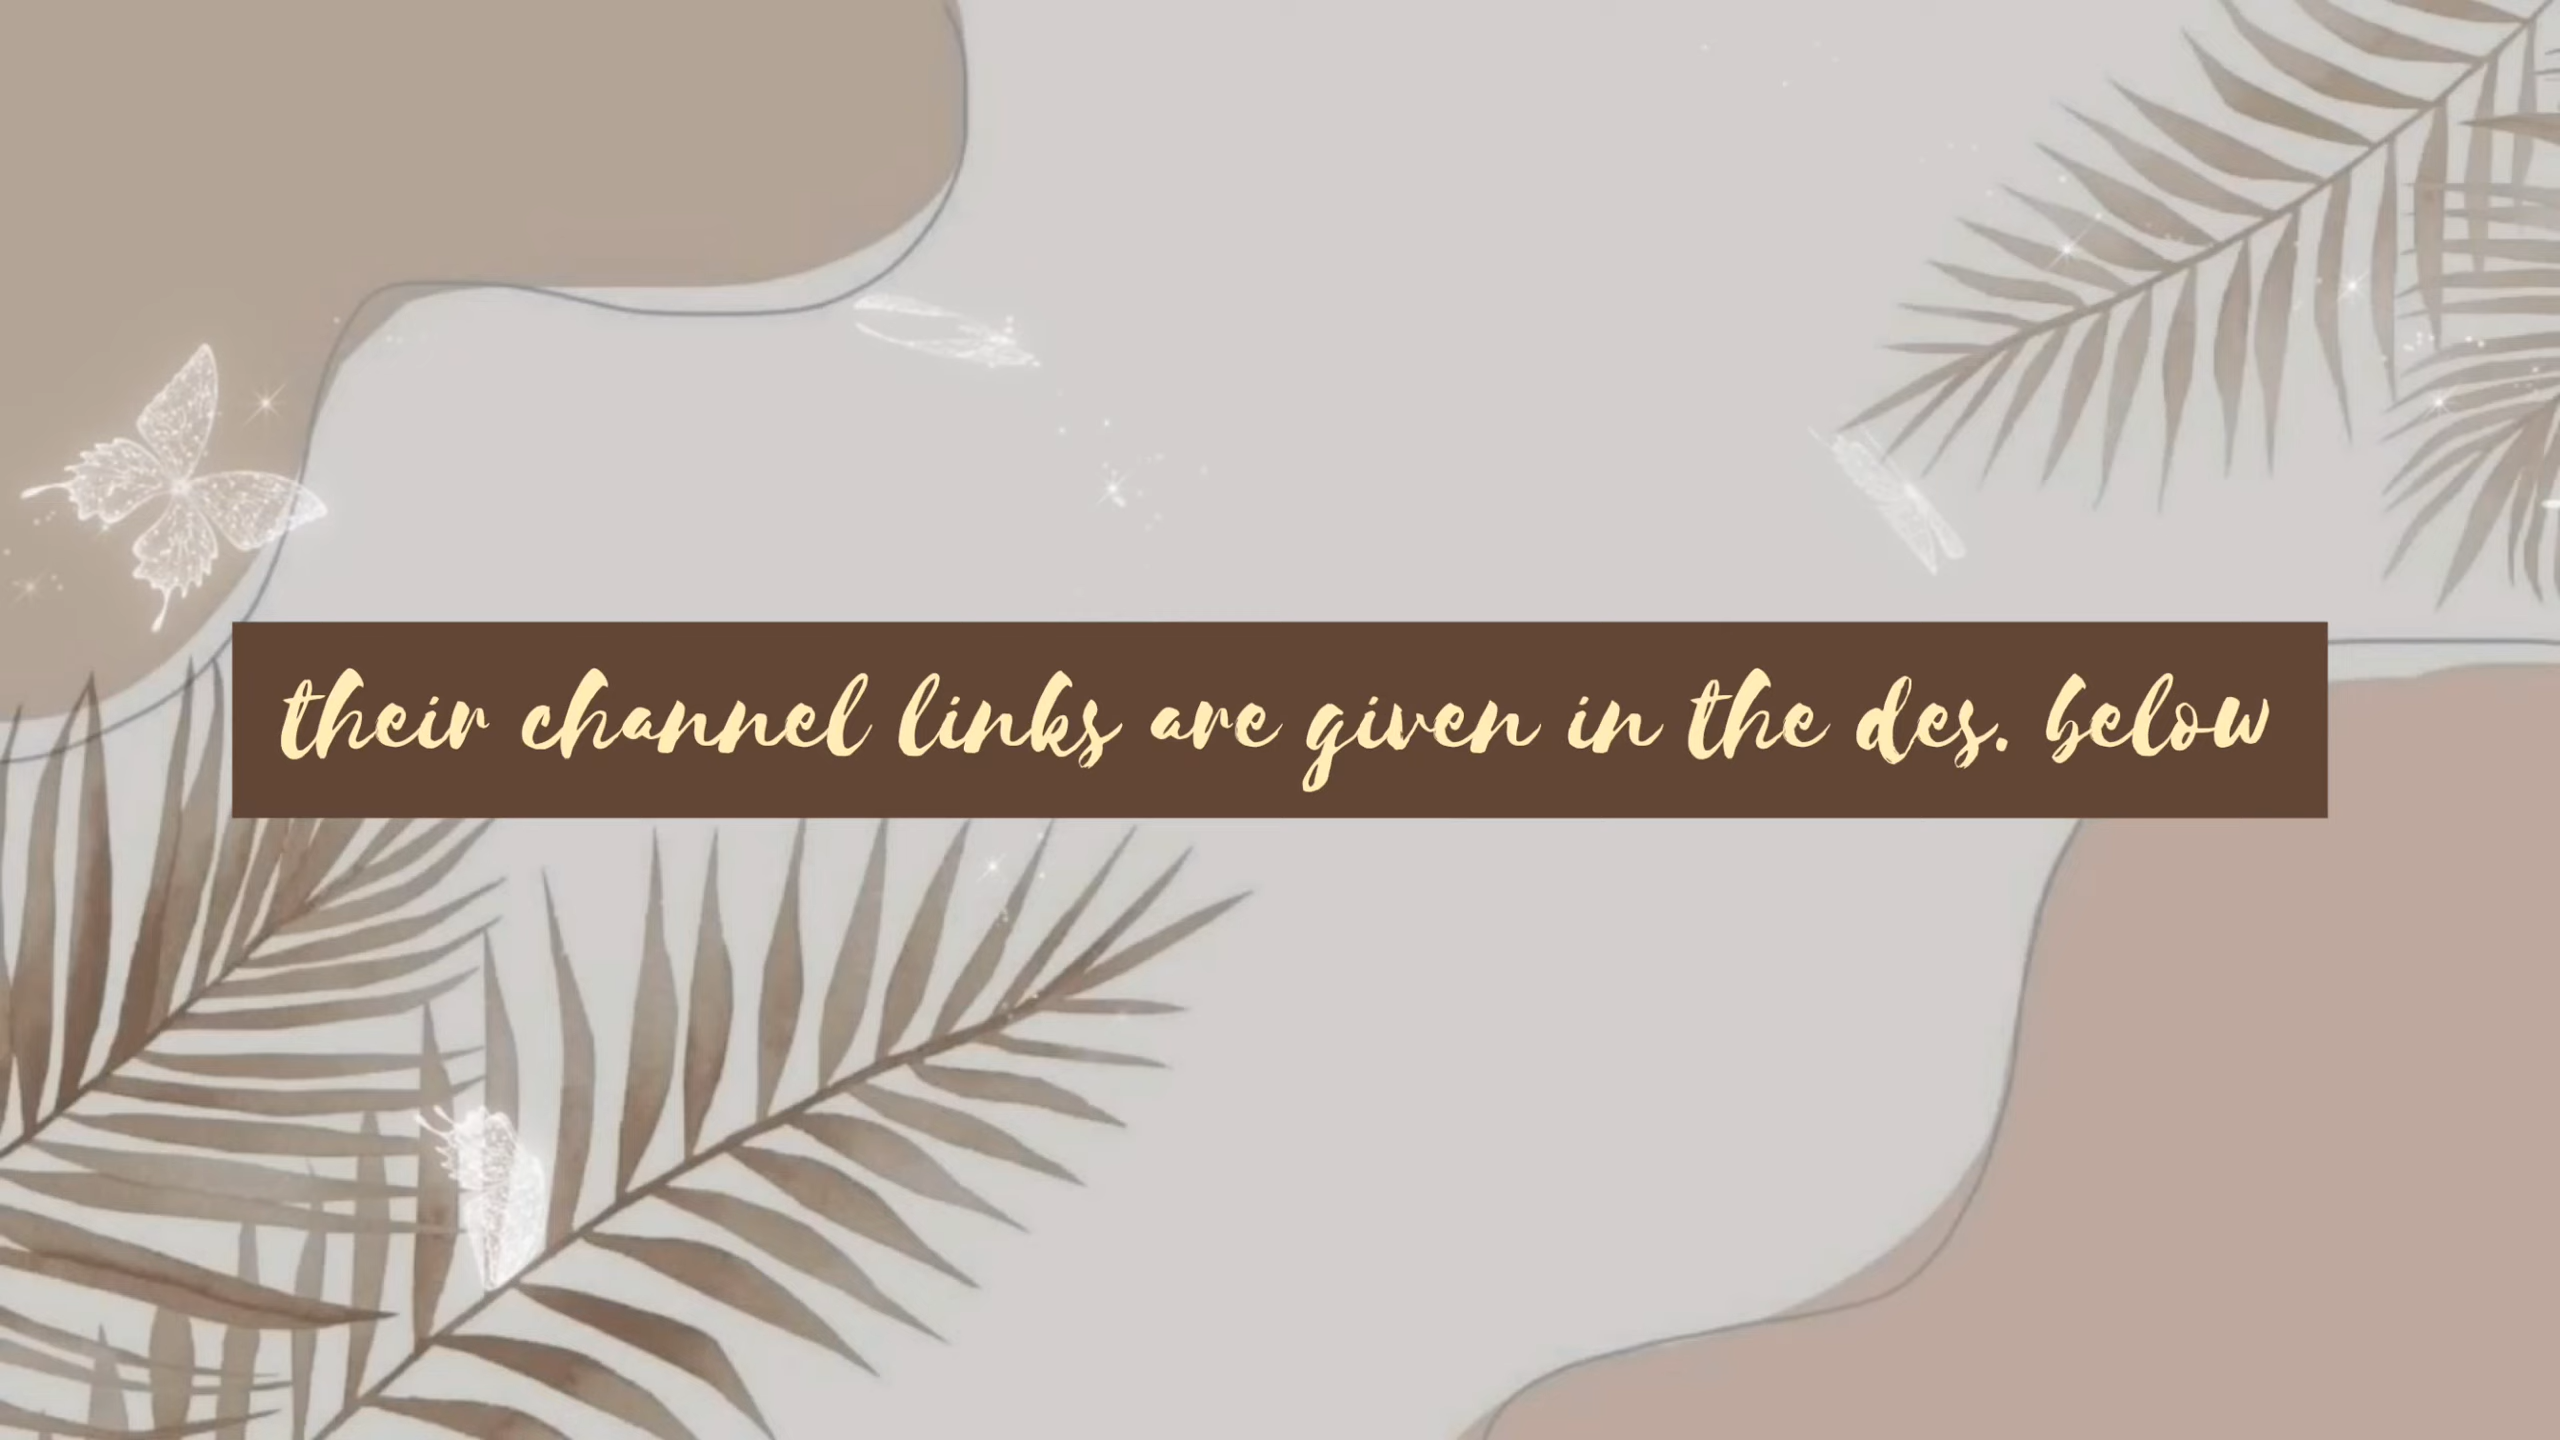 their channel links are given in the des. below